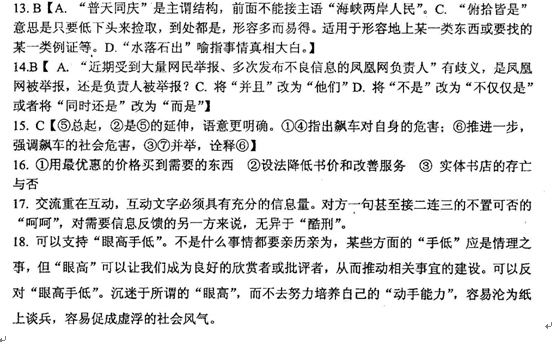 13. B【A. “普天同庆”是主谓结构，前面不能接主语“海峡两岸人民”。C. “俯拾皆是”
意思是只要低下头来捡取，到处都是，形容多而易得。适用于形容地上某一类东西或要找的
某一类例证等。D. “水落石出”喻指事情真相大白。】
14.B【 A. “近期受到大量网民举报、多次发布不良信息的凤凰网负责人”有歧义，是凤凰
网被举报，还是负责人被举报？C. 将“并且”改为“他们”D. 将“不是”改为“不仅仅是”
或者将“同时还是”改为“而是”】
15. C【⑤总起，②是⑤的延伸，语意更明确。①④指出飙车对自身的危害；⑥推进一步，
强调飙车的社会危害，③⑦并举，诠释⑥】
16. ①用最优惠的价格买到需要的东西 ②设法降低书价和改善服务 ③ 实体书店的存亡
与否
17. 交流重在互动，互动文字必须具有充分的信息量。对方一句甚至接二连三的不置可否的
“呵呵”，对需要信息反馈的另一方来说，无异于“酷刑”。
18. 可以支持“眼高手低”。不是什么事情都要亲历亲为，某些方面的“手低”应是情理之
事，但“眼高”可以让我们成为良好的欣赏者或批评者，从而推动相关事宜的建设。可以反
对“眼高手低”。沉迷于所谓的“眼高”，而不去努力培养自己的“动手能力”，容易沦为纸
上谈兵，容易促成虚浮的社会风气。